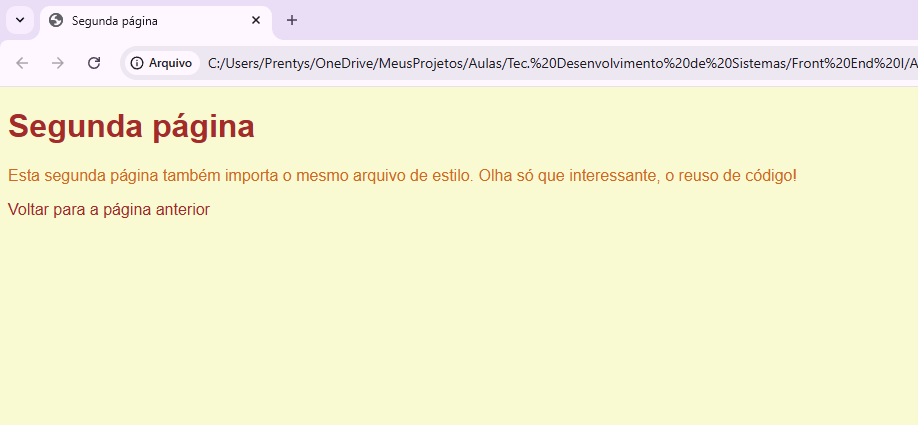 Segunda página
Arquivo
C:/Users/Prentys/OneDrive/MeusProjetos/Aulas/Tec.%20Desenvolvimento%20de%20Sistemas/Front%20End%20I/A
Segunda página
Esta segunda página também importa o mesmo arquivo de estilo. Olha só que interessante, o reuso de código!
Voltar para a página anterior